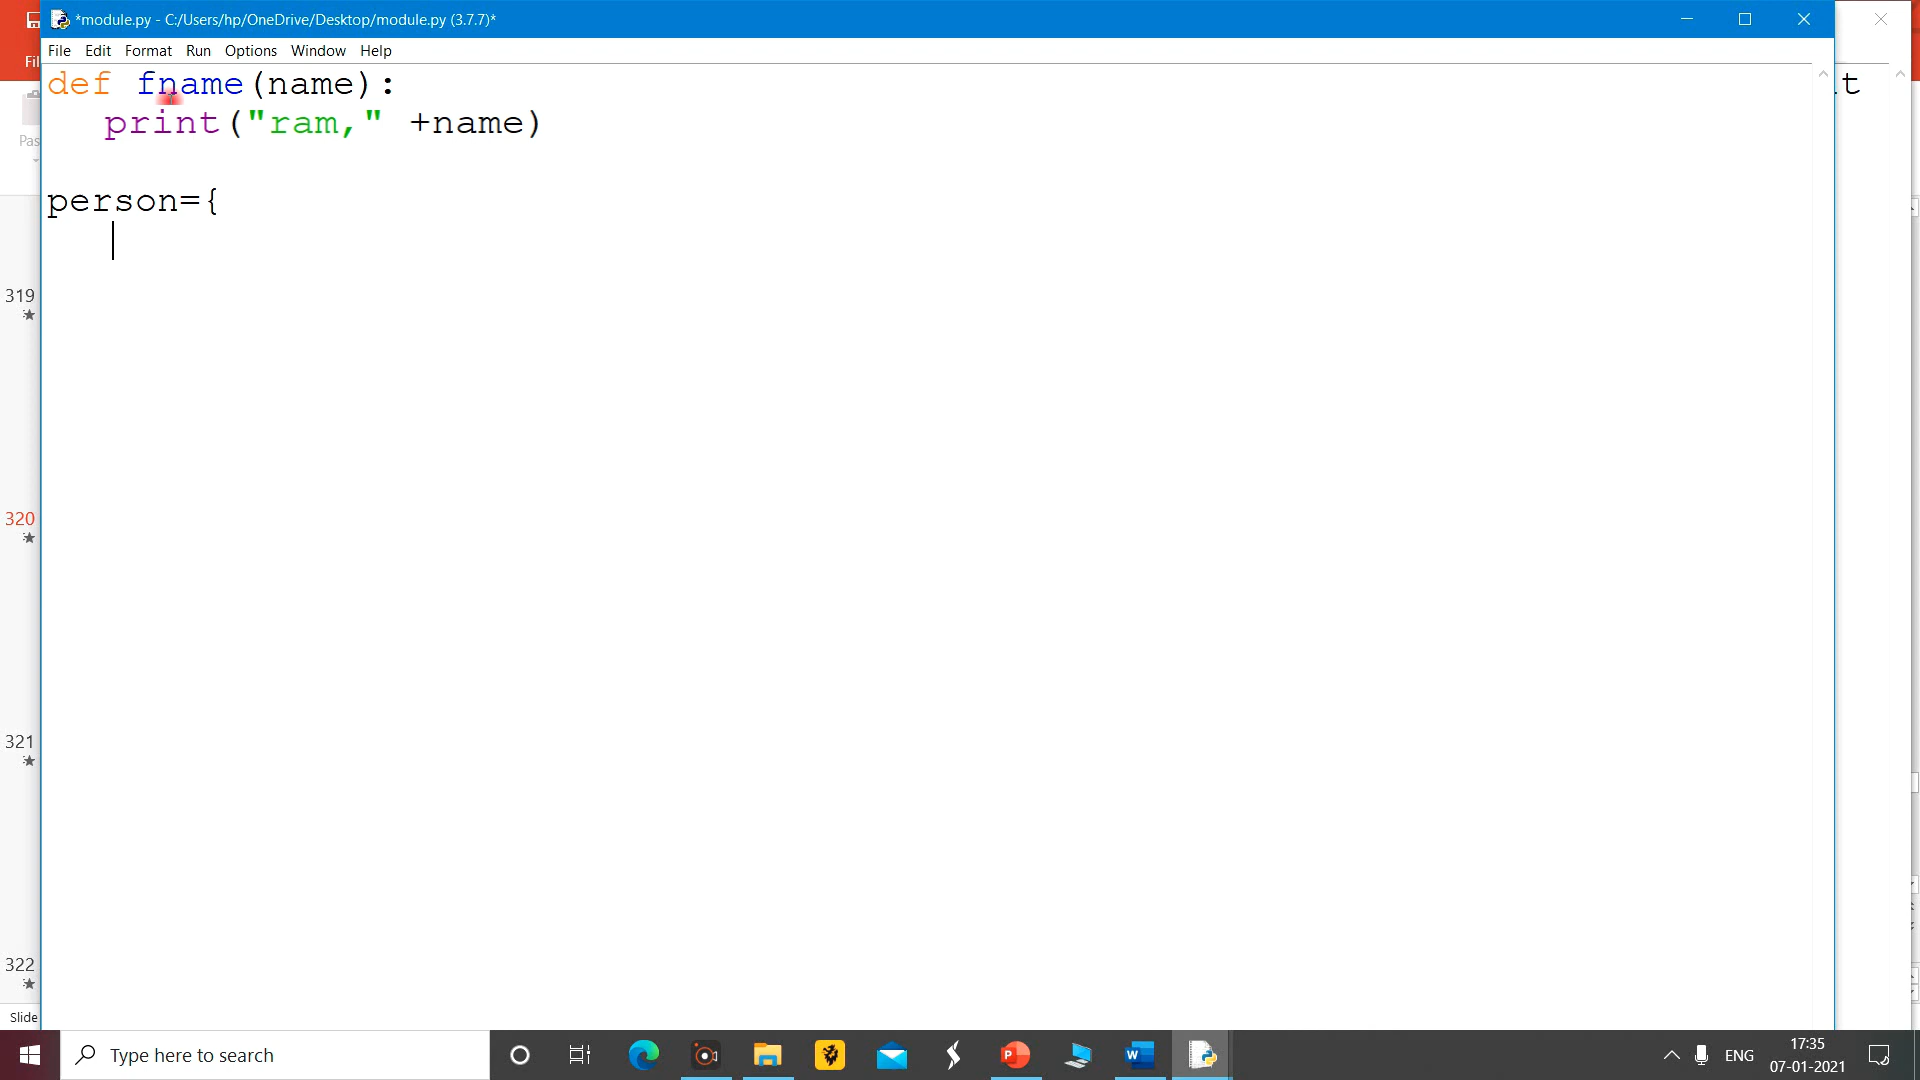 *module.py - C:/Users/hp/OneDrive/Desktop/module.py (3.7.7)*
File Edit Format Run Options Window Help
def fname(name):
print("ram," +name)
person={
319
320
321
322
Slide
Type here to search
ENG
17:35
07-01-2021